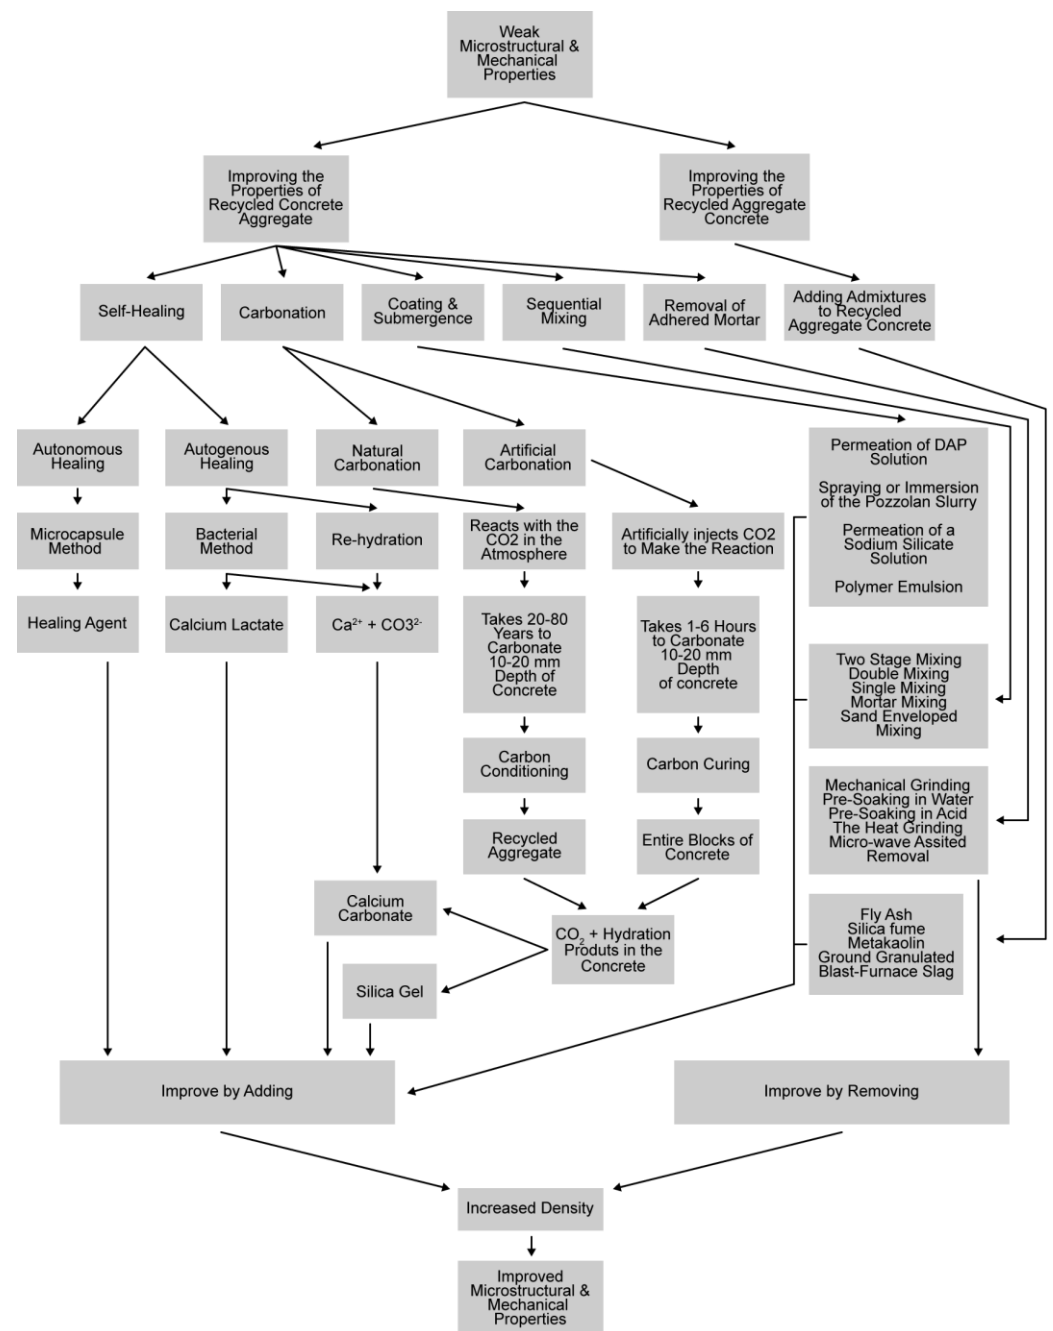 Weak
Microstructural &
Mechanical
Properties
Improving the
Properties of
Recycled Concrete
Aggregate
Improving the
Properties of
Recycled Aggregate
Concrete
Self-Healing
Carbonation
Coating &
Submergence
Sequential
Mixing
Removal of
Adhered Mortar
Adding Admixtures
to Recycled
Aggregate Concrete
Autonomous
Healing
Autogenous
Healing
Natural
Carbonation
Artificial
Carbonation
Permeation of DAP
Solution
Spraying or Immersion
of the Pozzolan Slurry
Permeation of a
Sodium Silicate
Solution
Polymer Emulsion
Microcapsule
Method
Bacterial
Method
Re-hydration
Reacts with the
CO2 in the
Atmosphere
Artificially injects CO2
to Make the Reaction
Healing Agent
Calcium Lactate
Ca²⁺ + CO3²⁻
Takes 20-80
Years to
Carbonate
10-20 mm
Depth of
Concrete
Takes 1-6 Hours
to Carbonate
10-20 mm
Depth
of concrete
Two Stage Mixing
Double Mixing
Single Mixing
Mortar Mixing
Sand Enveloped
Mixing
Carbon
Conditioning
Carbon Curing
Mechanical Grinding
Pre-Soaking in Water
Pre-Soaking in Acid
The Heat Grinding
Micro-wave Assited
Removal
Recycled
Aggregate
Entire Blocks of
Concrete
Calcium
Carbonate
CO₂ + Hydration
Produts in the
Concrete
Fly Ash
Silica fume
Metakaolin
Ground Granulated
Blast-Furnace Slag
Silica Gel
Improve by Adding
Improve by Removing
Increased Density
Improved
Microstructural &
Mechanical
Properties